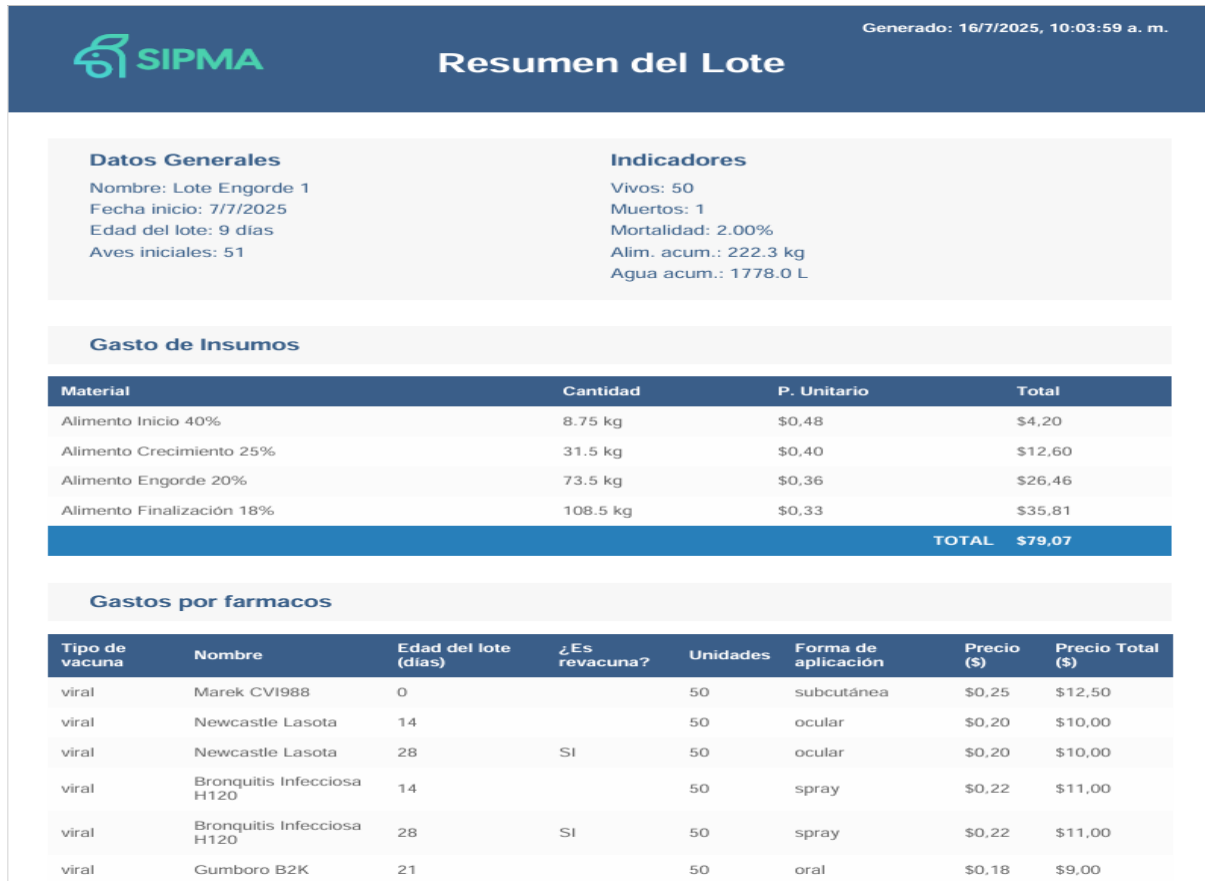 Generado: 16/7/2025, 10:03:59 a. m.
SIPMA
Resumen del Lote
Datos Generales
Nombre: Lote Engorde 1
Fecha inicio: 7/7/2025
Edad del lote: 9 días
Aves iniciales: 51
Indicadores
Vivos: 50
Muertos: 1
Mortalidad: 2.00%
Alim. acum.: 222.3 kg
Agua acum.: 1778.0 L
Gasto de Insumos
Material Cantidad P. Unitario Total
Alimento Inicio 40% 8.75 kg $0,48 $4,20
Alimento Crecimiento 25% 31.5 kg $0,40 $12,60
Alimento Engorde 20% 73.5 kg $0,36 $26,46
Alimento Finalización 18% 108.5 kg $0,33 $35,81
TOTAL $79,07
Gastos por farmacos
Tipo de vacuna Nombre Edad del lote (días) ¿Es revacuna? Unidades Forma de aplicación Precio ($) Precio Total ($)
viral Marek CVI988 0 50 subcutánea $0,25 $12,50
viral Newcastle Lasota 14 50 ocular $0,20 $10,00
viral Newcastle Lasota 28 SI 50 ocular $0,20 $10,00
viral Bronquitis Infecciosa H120 14 50 spray $0,22 $11,00
viral Bronquitis Infecciosa H120 28 SI 50 spray $0,22 $11,00
viral Gumboro B2K 21 50 oral $0,18 $9,00